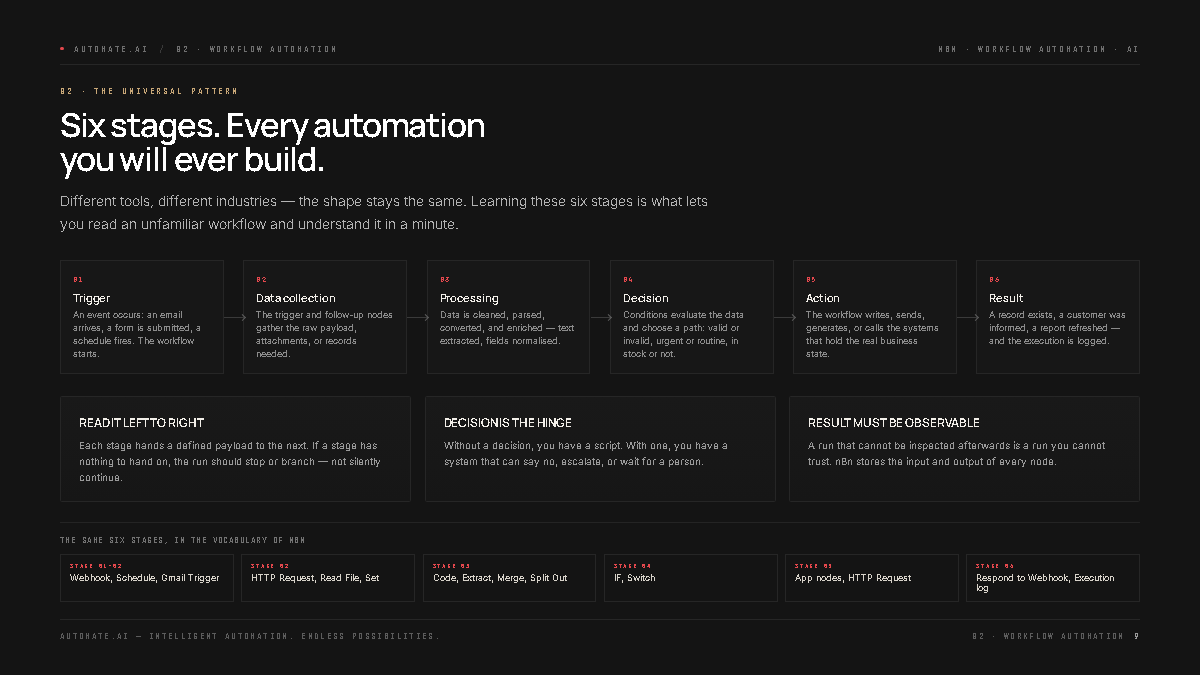 AUTOMATE.AI / 02 · WORKFLOW AUTOMATION
N8N · WORKFLOW AUTOMATION · AI
02 · THE UNIVERSAL PATTERN
Six stages. Every automation
you will ever build.
Different tools, different industries — the shape stays the same. Learning these six stages is what lets
you read an unfamiliar workflow and understand it in a minute.
01
Trigger
An event occurs: an email
arrives, a form is submitted, a
schedule fires. The workflow
starts.
02
Data collection
The trigger and follow-up nodes
gather the raw payload,
attachments, or records
needed.
03
Processing
Data is cleaned, parsed,
converted, and enriched — text
extracted, fields normalised.
04
Decision
Conditions evaluate the data
and choose a path: valid or
invalid, urgent or routine, in
stock or not.
05
Action
The workflow writes, sends,
generates, or calls the systems
that hold the real business
state.
06
Result
A record exists, a customer was
informed, a report refreshed —
and the execution is logged.
READ IT LEFT TO RIGHT
Each stage hands a defined payload to the next. If a stage has
nothing to hand on, the run should stop or branch — not silently
continue.
DECISION IS THE HINGE
Without a decision, you have a script. With one, you have a
system that can say no, escalate, or wait for a person.
RESULT MUST BE OBSERVABLE
A run that cannot be inspected afterwards is a run you cannot
trust. n8n stores the input and output of every node.
THE SAME SIX STAGES, IN THE VOCABULARY OF N8N
STAGE 01-02
Webhook, Schedule, Gmail Trigger
STAGE 02
HTTP Request, Read File, Set
STAGE 03
Code, Extract, Merge, Split Out
STAGE 04
IF, Switch
STAGE 05
App nodes, HTTP Request
STAGE 06
Respond to Webhook, Execution
log
AUTOMATE.AI — INTELLIGENT AUTOMATION. ENDLESS POSSIBILITIES.
02 · WORKFLOW AUTOMATION 9